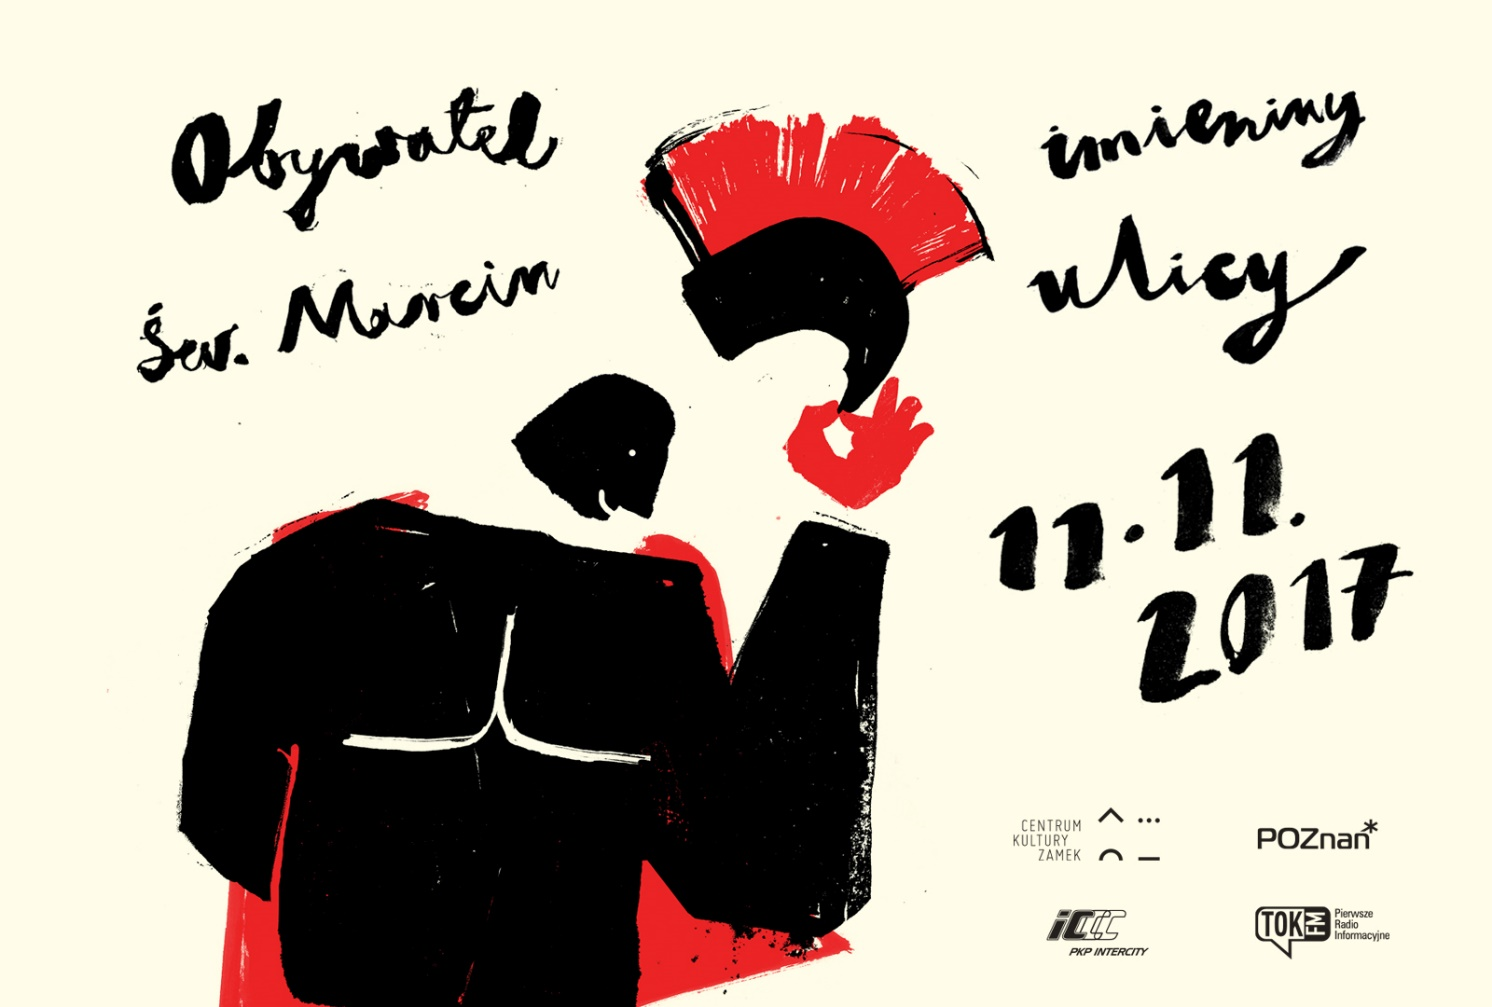 Obywatel
Św. Marcin
imieniny
ulicy
11.11.
2017
CENTRUM
KULTURY
ZAMEK
POZnan*
iC
PKP INTERCITY
TOK FM
Pierwsze
Radio
Informacyjne